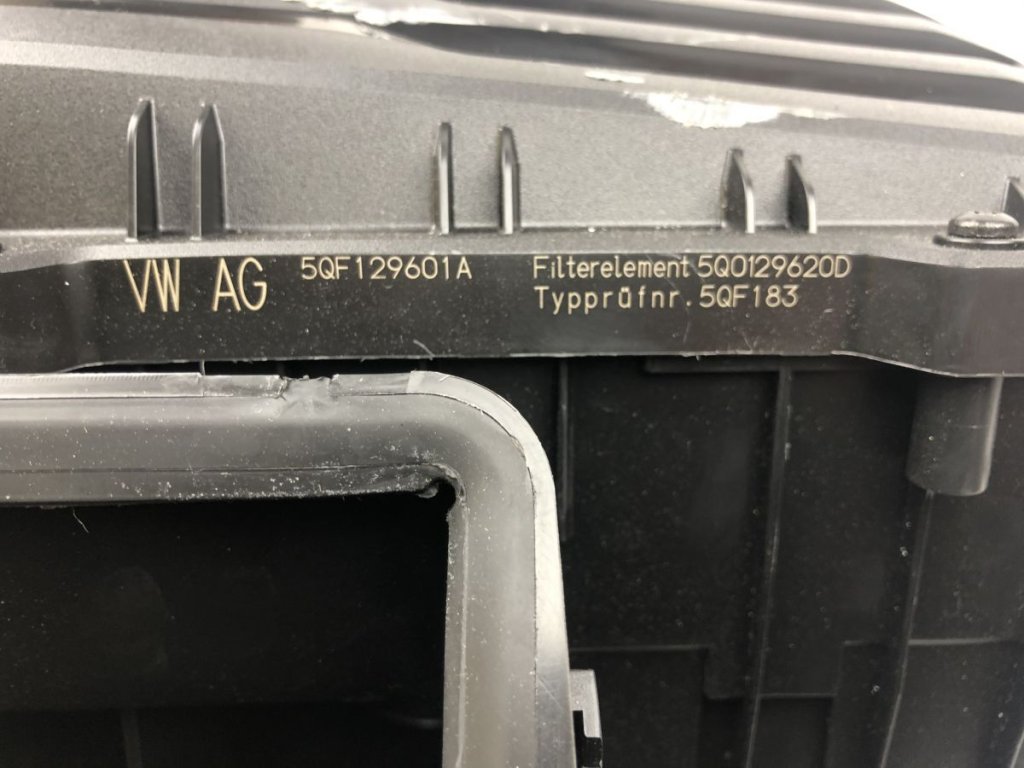 VW AG 5QF129601A Filterelement 5Q0129620D
Typprüfnr. 5QF183